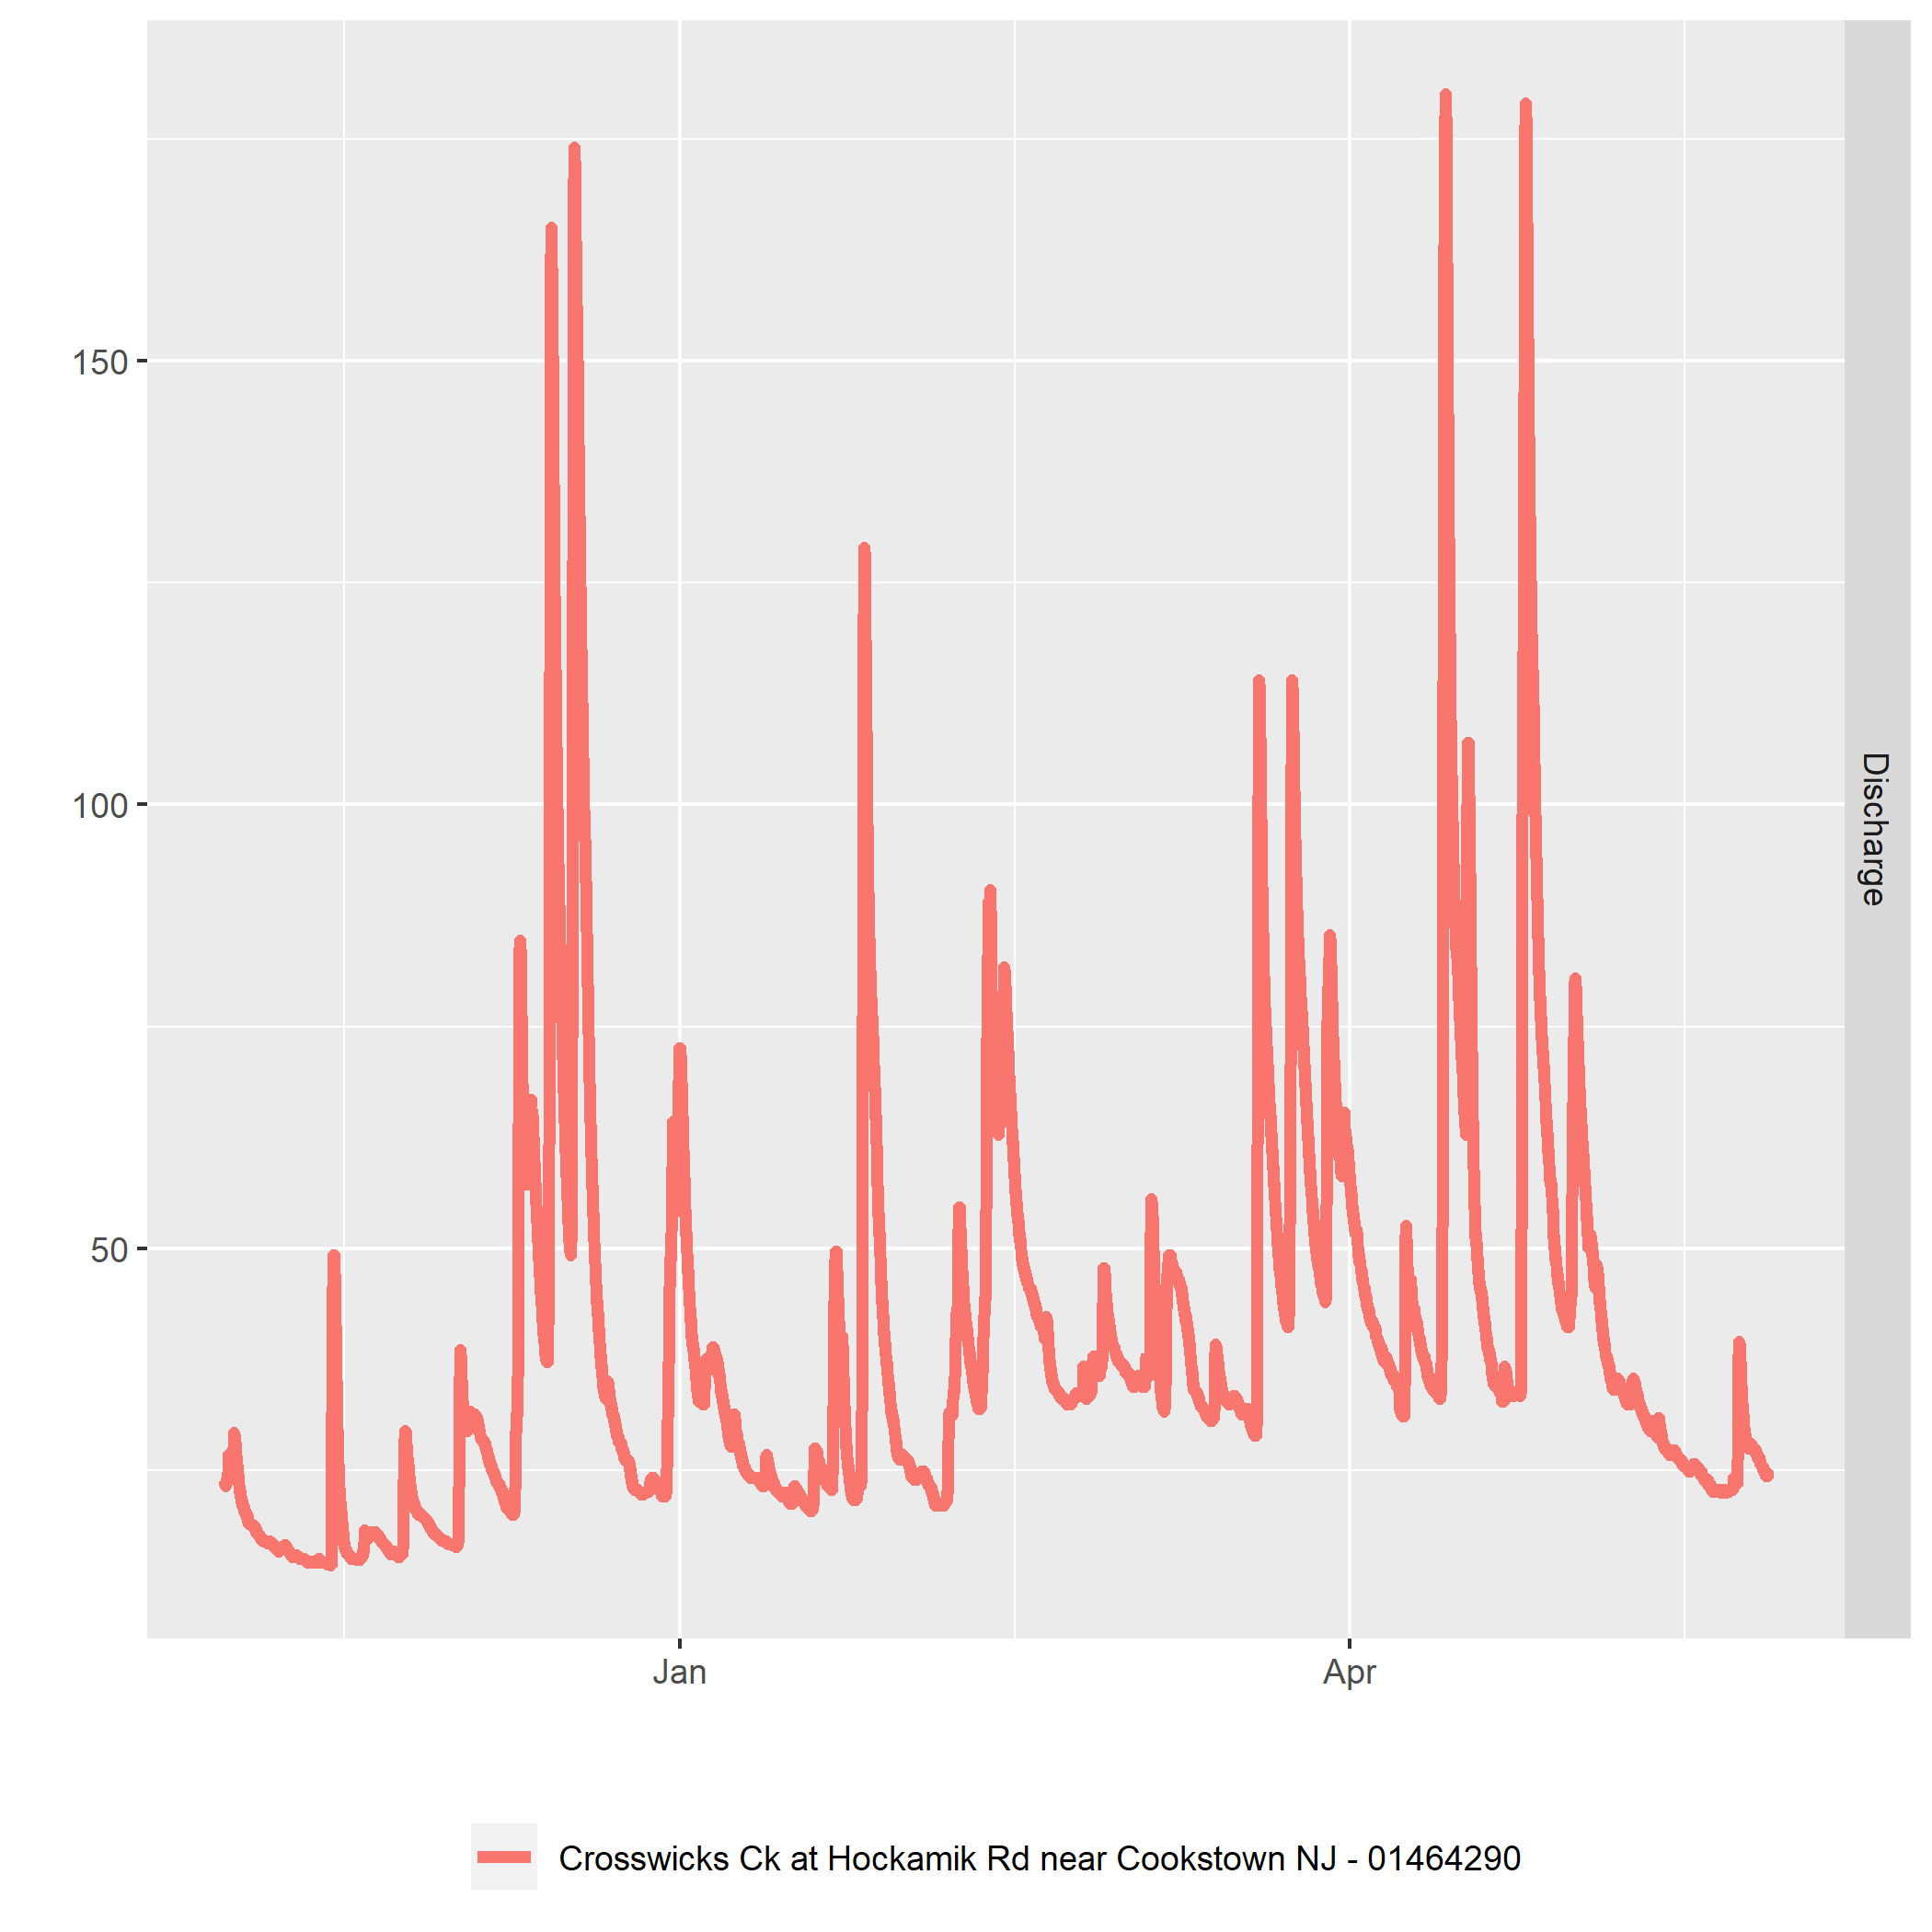 150
100
50
Discharge
Jan
Apr
Crosswicks Ck at Hockamik Rd near Cookstown NJ - 01464290